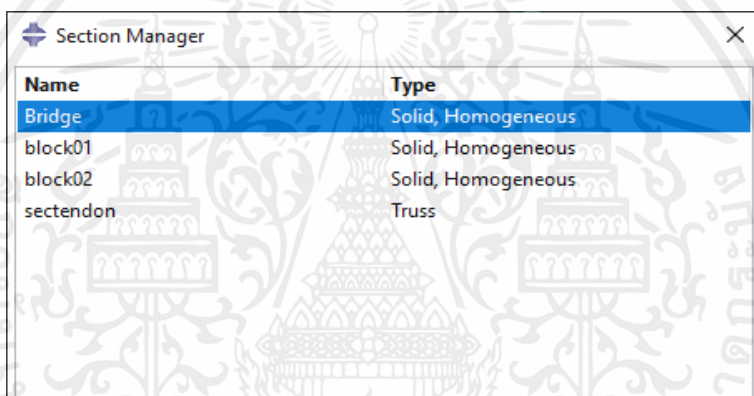 Section Manager
Name Type
Bridge Solid, Homogeneous
block01 Solid, Homogeneous
block02 Solid, Homogeneous
sectendon Truss